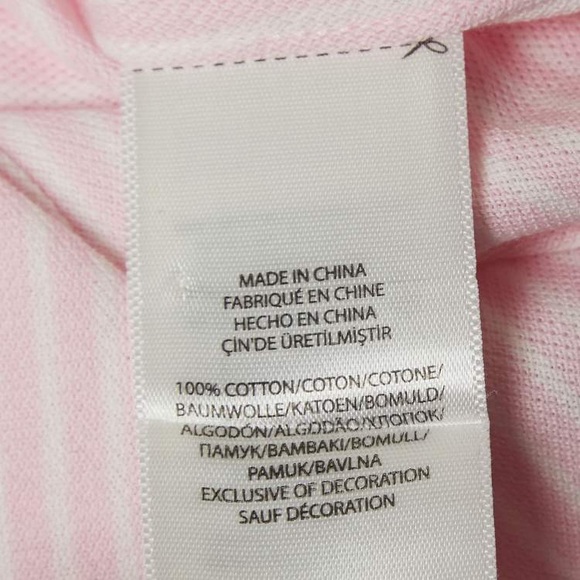 MADE IN CHINA
FABRIQUÉ EN CHINE
HECHO EN CHINA
ÇİN'DE ÜRETİLMİŞTİR
100% COTTON/COTON/COTONE/
BAUMWOLLE/KATOEN/BOMULD/
ALGODÓN/ALGODÃO/ХЛОПОК/
ПАМУК/BAMBAKI/BOMULL/
PAMUK/BAVLNA
EXCLUSIVE OF DECORATION
SAUF DÉCORATION